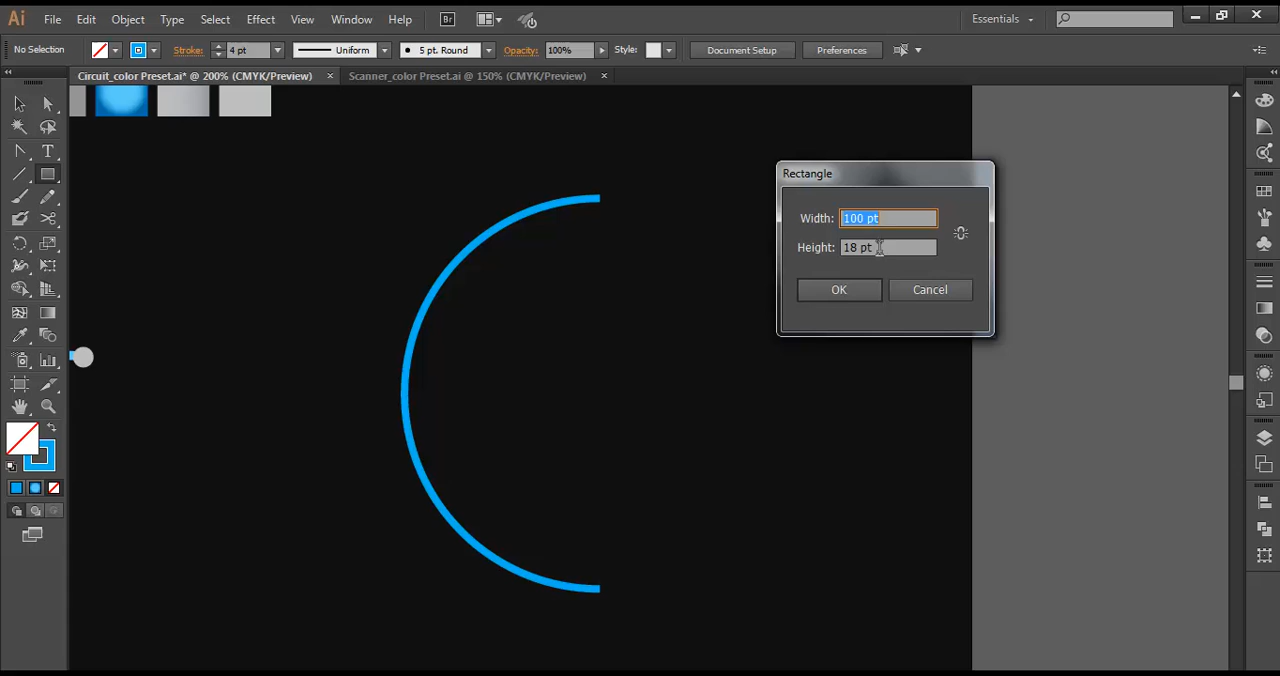 Ai File Edit Object Type Select Effect View Window Help Br Essentials
No Selection Stroke: 4 pt Uniform 5 pt. Round Opacity: 100% Style: Document Setup Preferences
Circuit_color Preset.ai* @ 200% (CMYK/Preview) × Scanner_color Preset.ai @ 150% (CMYK/Preview) ×
Rectangle
Width: 100 pt
Height: 18 pt
OK Cancel